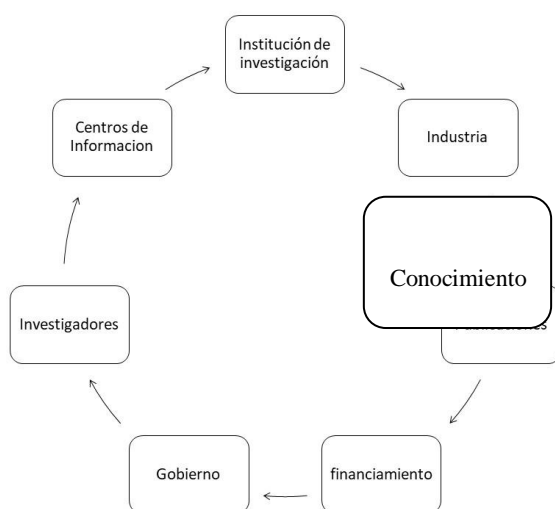 Institución de
investigación
Industria
Conocimiento
financiamiento
Gobierno
Investigadores
Centros de
Informacion